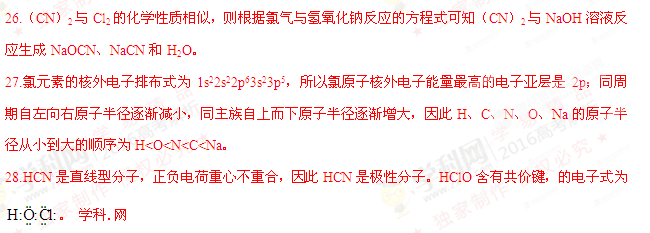 26.（CN）₂与 Cl₂的化学性质相似，则根据氯气与氢氧化钠反应的方程式可知（CN）₂与 NaOH 溶液反
应生成 NaOCN、NaCN 和 H₂O。
27.氯元素的核外电子排布式为 1s²2s²2p⁶3s²3p⁵，所以氯原子核外电子能量最高的电子亚层是 2p；同周
期自左向右原子半径逐渐减小，同主族自上而下原子半径逐渐增大，因此 H、C、N、O、Na 的原子半
径从小到大的顺序为 H<O<N<C<Na。
28.HCN 是直线型分子，正负电荷重心不重合，因此 HCN 是极性分子。HClO 含有共价键，的电子式为
H:O:Cl:。 学科.网